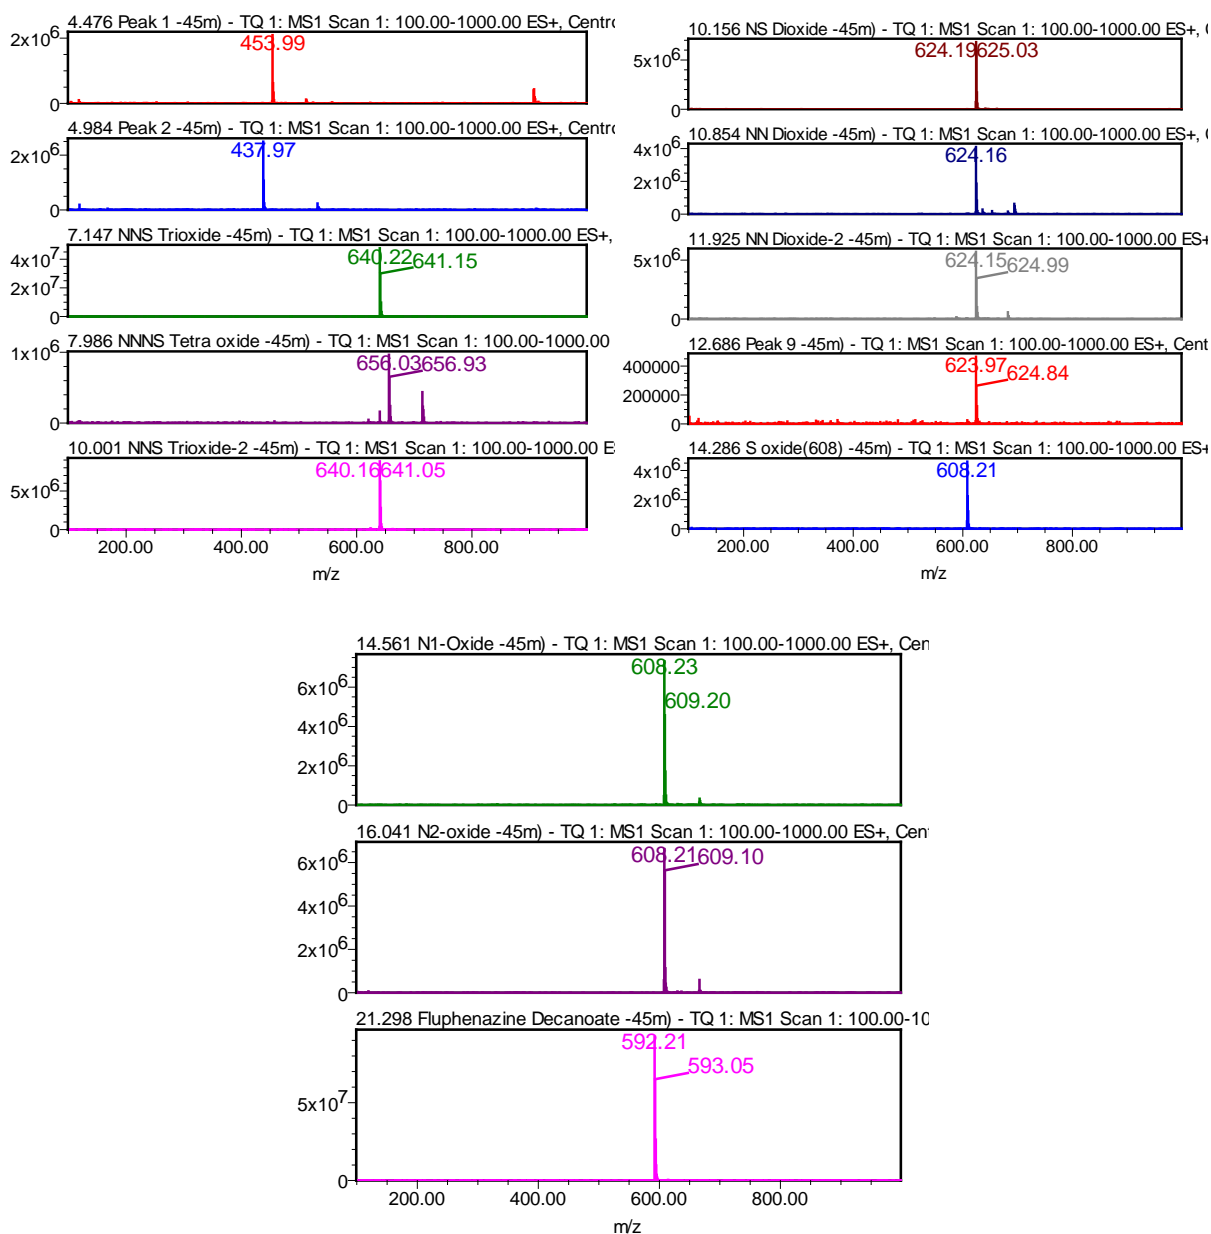 4.476 Peak 1 -45m) - TQ 1: MS1 Scan 1: 100.00-1000.00 ES+, Centro
2x10⁶
453.99
0
4.984 Peak 2 -45m) - TQ 1: MS1 Scan 1: 100.00-1000.00 ES+, Centro
2x10⁶
437.97
0
7.147 NNS Trioxide -45m) - TQ 1: MS1 Scan 1: 100.00-1000.00 ES+,
4x10⁷
640.22 641.15
2x10⁷
0
7.986 NNNS Tetra oxide -45m) - TQ 1: MS1 Scan 1: 100.00-1000.00
1x10⁶
656.03 656.93
0
10.001 NNS Trioxide-2 -45m) - TQ 1: MS1 Scan 1: 100.00-1000.00 E
640.16 641.05
5x10⁶
0
200.00 400.00 600.00 800.00
m/z
10.156 NS Dioxide -45m) - TQ 1: MS1 Scan 1: 100.00-1000.00 ES+,
624.19 625.03
5x10⁶
0
10.854 NN Dioxide -45m) - TQ 1: MS1 Scan 1: 100.00-1000.00 ES+,
4x10⁶
624.16
2x10⁶
0
11.925 NN Dioxide-2 -45m) - TQ 1: MS1 Scan 1: 100.00-1000.00 ES+
5x10⁶
624.15 624.99
0
12.686 Peak 9 -45m) - TQ 1: MS1 Scan 1: 100.00-1000.00 ES+, Cent
400000
623.97 624.84
200000
0
14.286 S oxide(608) -45m) - TQ 1: MS1 Scan 1: 100.00-1000.00 ES+
4x10⁶
608.21
2x10⁶
0
200.00 400.00 600.00 800.00
m/z
14.561 N1-Oxide -45m) - TQ 1: MS1 Scan 1: 100.00-1000.00 ES+, Cen
608.23
6x10⁶
609.20
4x10⁶
2x10⁶
0
16.041 N2-oxide -45m) - TQ 1: MS1 Scan 1: 100.00-1000.00 ES+, Cen
608.21 609.10
6x10⁶
4x10⁶
2x10⁶
0
21.298 Fluphenazine Decanoate -45m) - TQ 1: MS1 Scan 1: 100.00-10
592.21
593.05
5x10⁷
0
200.00 400.00 600.00 800.00
m/z